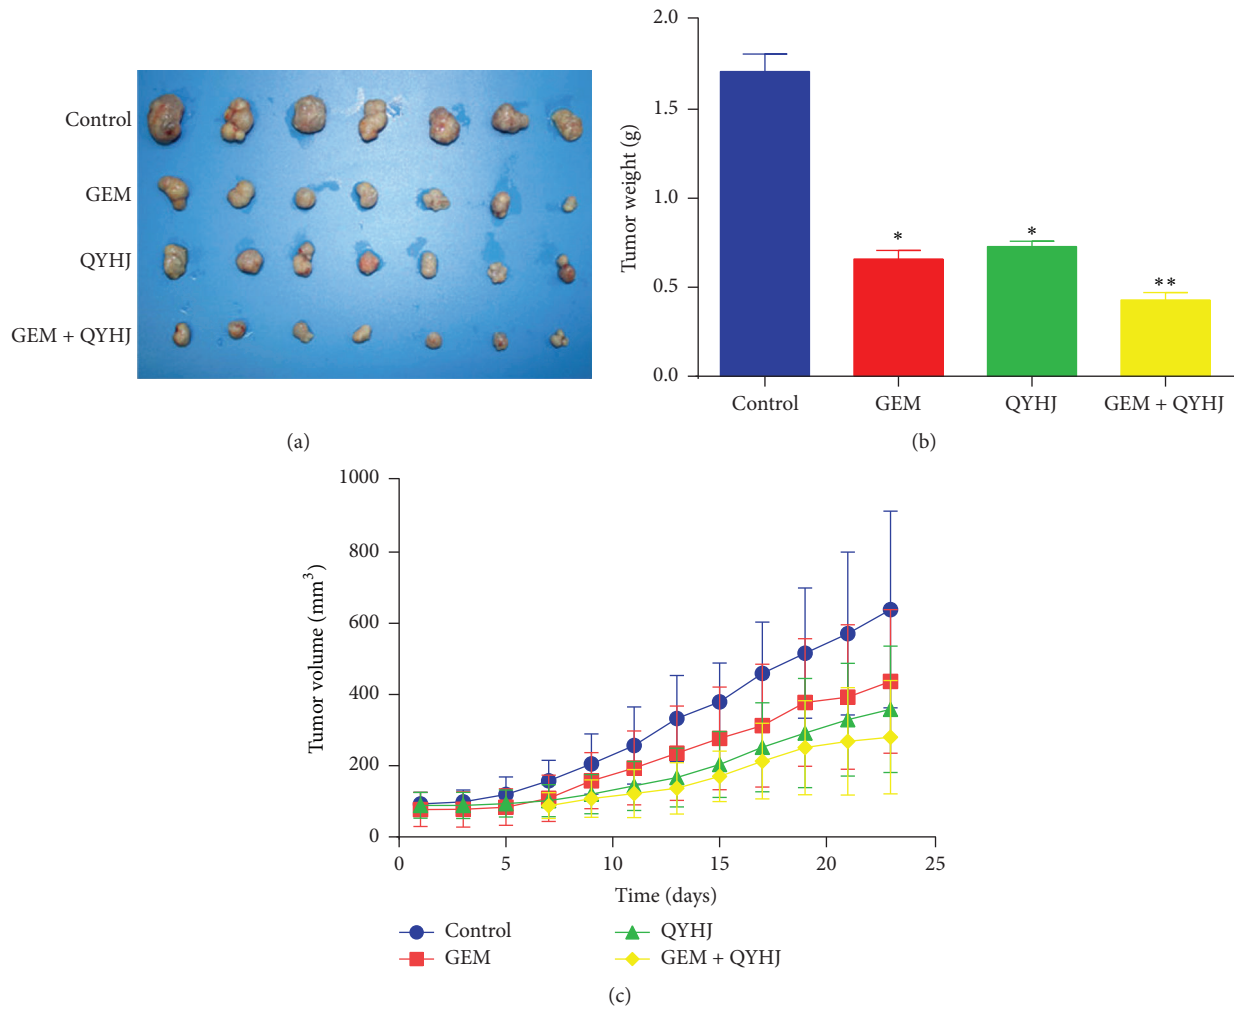 Control
GEM
QYHJ
GEM + QYHJ
(a)
Tumor weight (g)
2.0
1.5
1.0
0.5
0.0
*
*
**
Control
GEM
QYHJ
GEM + QYHJ
(b)
Tumor volume (mm³)
1000
800
600
400
200
0
0
5
10
15
20
25
Time (days)
Control
QYHJ
GEM
GEM + QYHJ
(c)